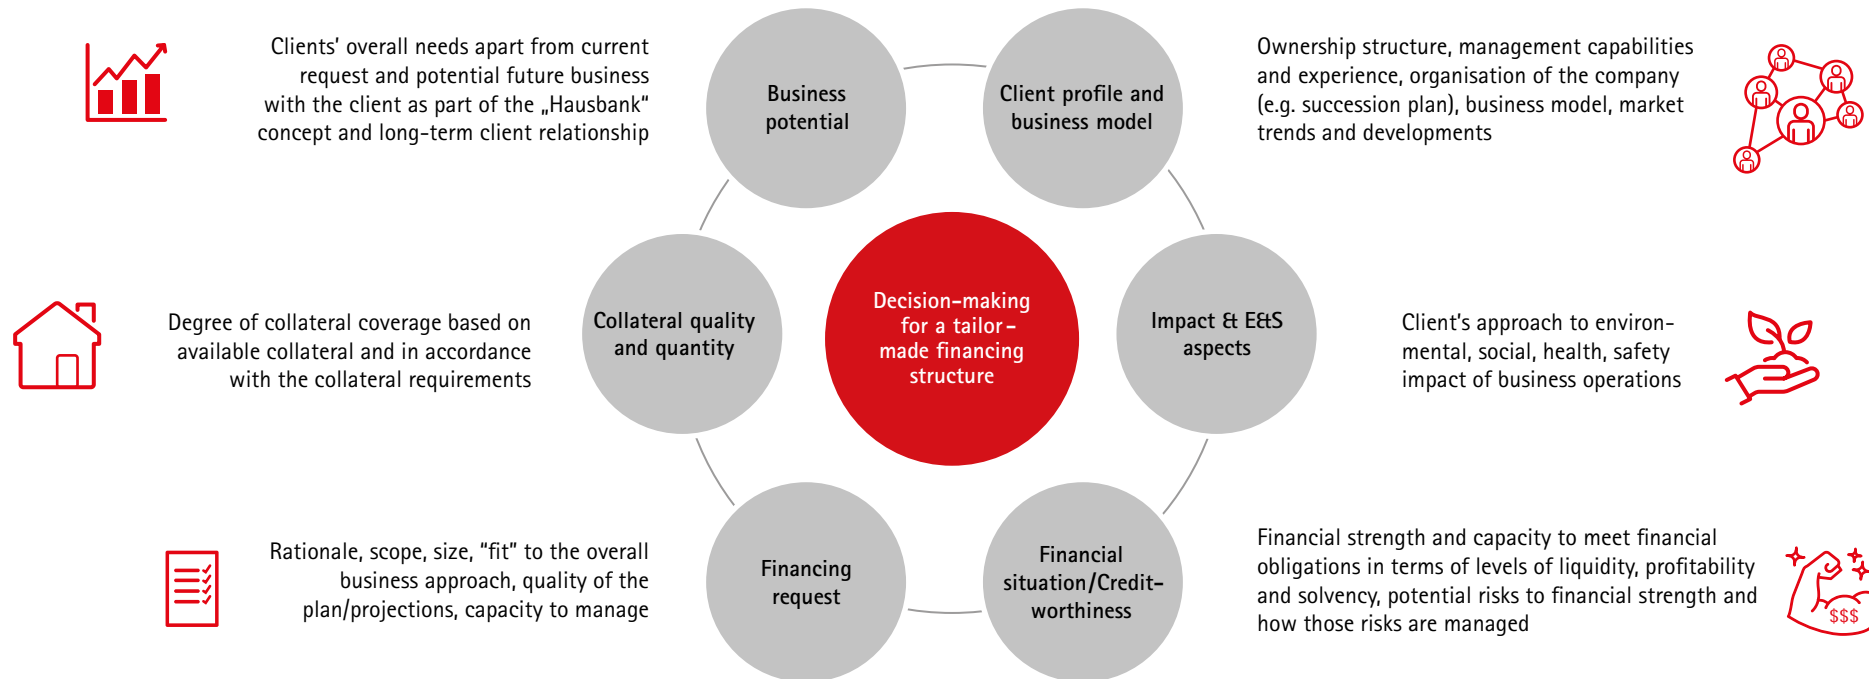 Clients' overall needs apart from current
request and potential future business
with the client as part of the „Hausbank"
concept and long-term client relationship
Business
potential
Client profile and
business model
Ownership structure, management capabilities
and experience, organisation of the company
(e.g. succession plan), business model, market
trends and developments
Degree of collateral coverage based on
available collateral and in accordance
with the collateral requirements
Collateral quality
and quantity
Decision-making
for a tailor-
made financing
structure
Impact & E&S
aspects
Client's approach to environ-
mental, social, health, safety
impact of business operations
Rationale, scope, size, “fit” to the overall
business approach, quality of the
plan/projections, capacity to manage
Financing
request
Financial
situation/Credit-
worthiness
Financial strength and capacity to meet financial
obligations in terms of levels of liquidity, profitability
and solvency, potential risks to financial strength and
how those risks are managed
$$$